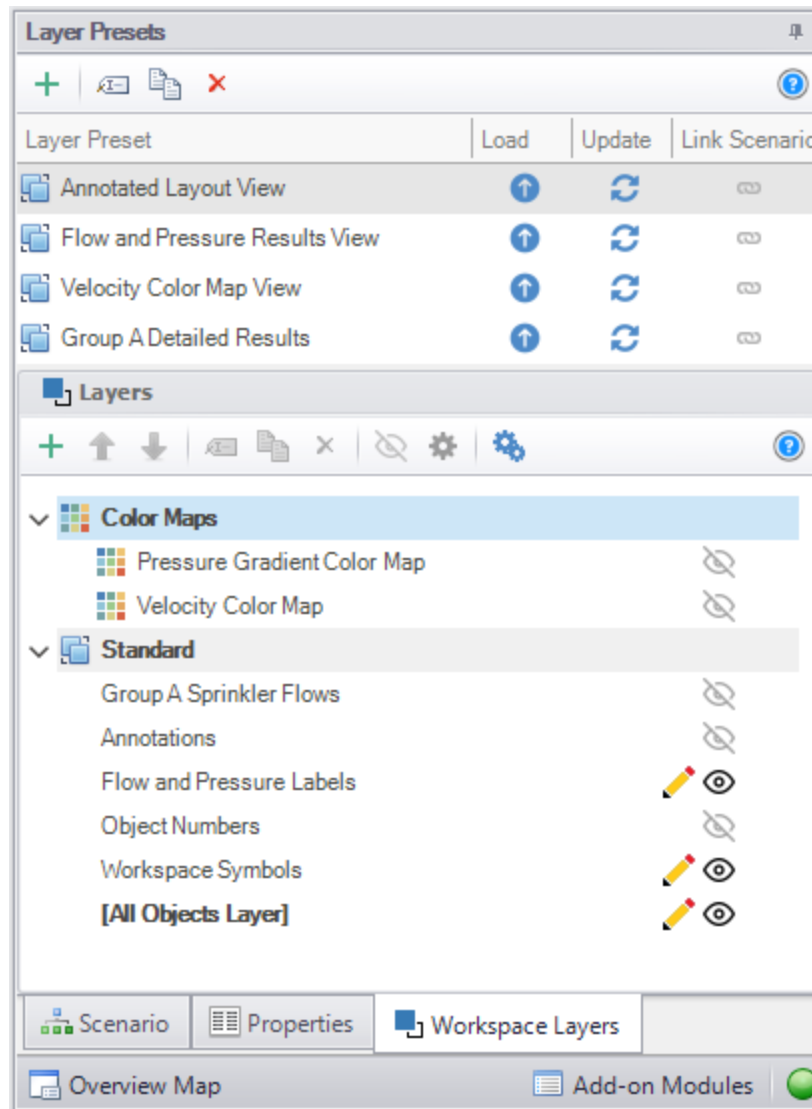 Layer Presets
Layer Preset Load Update Link Scenario
Annotated Layout View
Flow and Pressure Results View
Velocity Color Map View
Group A Detailed Results
Layers
Color Maps
Pressure Gradient Color Map
Velocity Color Map
Standard
Group A Sprinkler Flows
Annotations
Flow and Pressure Labels
Object Numbers
Workspace Symbols
[All Objects Layer]
Scenario Properties Workspace Layers
Overview Map Add-on Modules